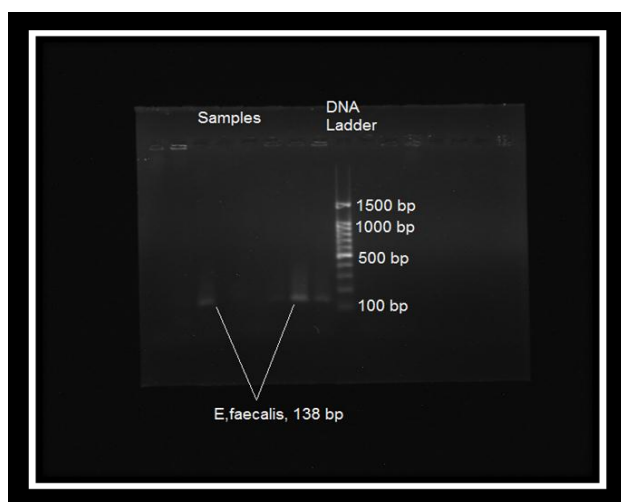 Samples
DNA
Ladder
1500 bp
1000 bp
500 bp
100 bp
E,faecalis, 138 bp